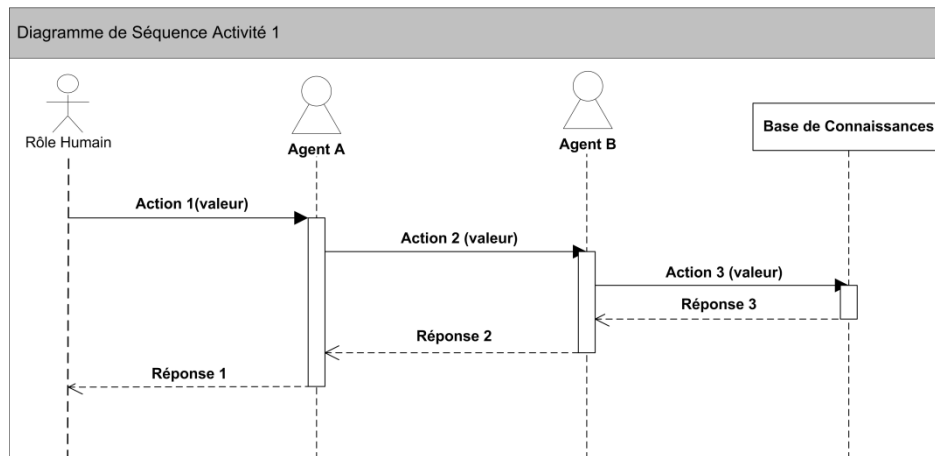 Diagramme de Séquence Activité 1
Rôle Humain
Agent A
Agent B
Base de Connaissances
Action 1(valeur)
Action 2 (valeur)
Action 3 (valeur)
Réponse 3
Réponse 2
Réponse 1